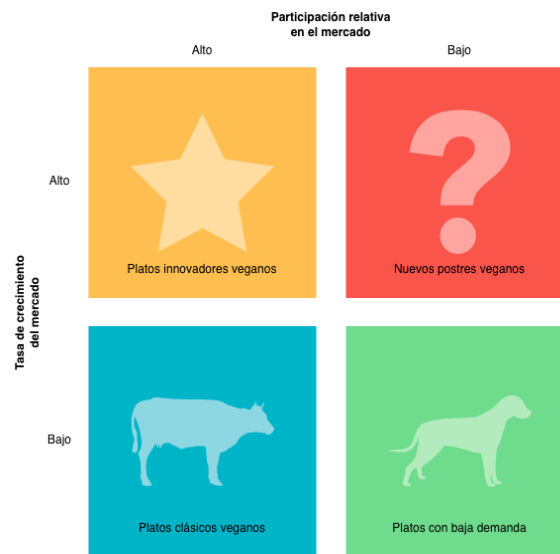 Participación relativa
en el mercado
Alto
Bajo
Alto
?
Platos innovadores veganos
Nuevos postres veganos
Tasa de crecimiento
del mercado
Bajo
Platos clásicos veganos
Platos con baja demanda